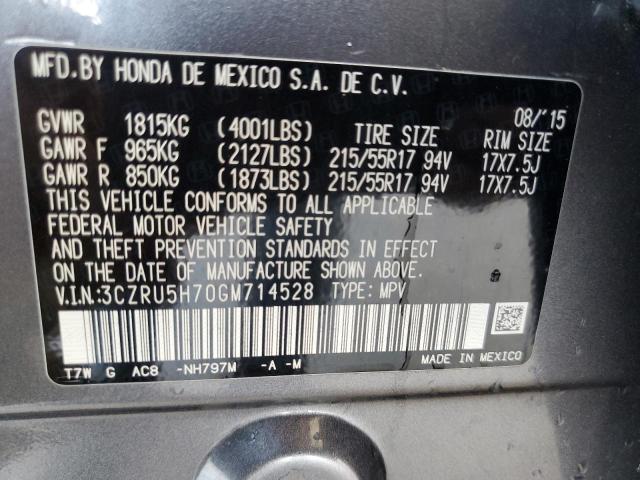 MFD.BY HONDA DE MEXICO S.A. DE C.V.
08/'15
GVWR 1815KG (4001LBS) TIRE SIZE RIM SIZE
GAWR F 965KG (2127LBS) 215/55R17 94V 17X7.5J
GAWR R 850KG (1873LBS) 215/55R17 94V 17X7.5J
THIS VEHICLE CONFORMS TO ALL APPLICABLE
FEDERAL MOTOR VEHICLE SAFETY
AND THEFT PREVENTION STANDARDS IN EFFECT
ON THE DATE OF MANUFACTURE SHOWN ABOVE.
V.I.N.:3CZRU5H70GM714528 TYPE: MPV
T7W G AC8 -NH797M -A -M MADE IN MEXICO